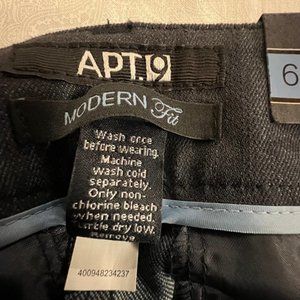 APT.9
MODERN Fit
Wash once
before wearing.
Machine
wash cold
separately.
Only non-
chlorine bleach
when needed.
Tumble dry low.
Remove
400948234237
6